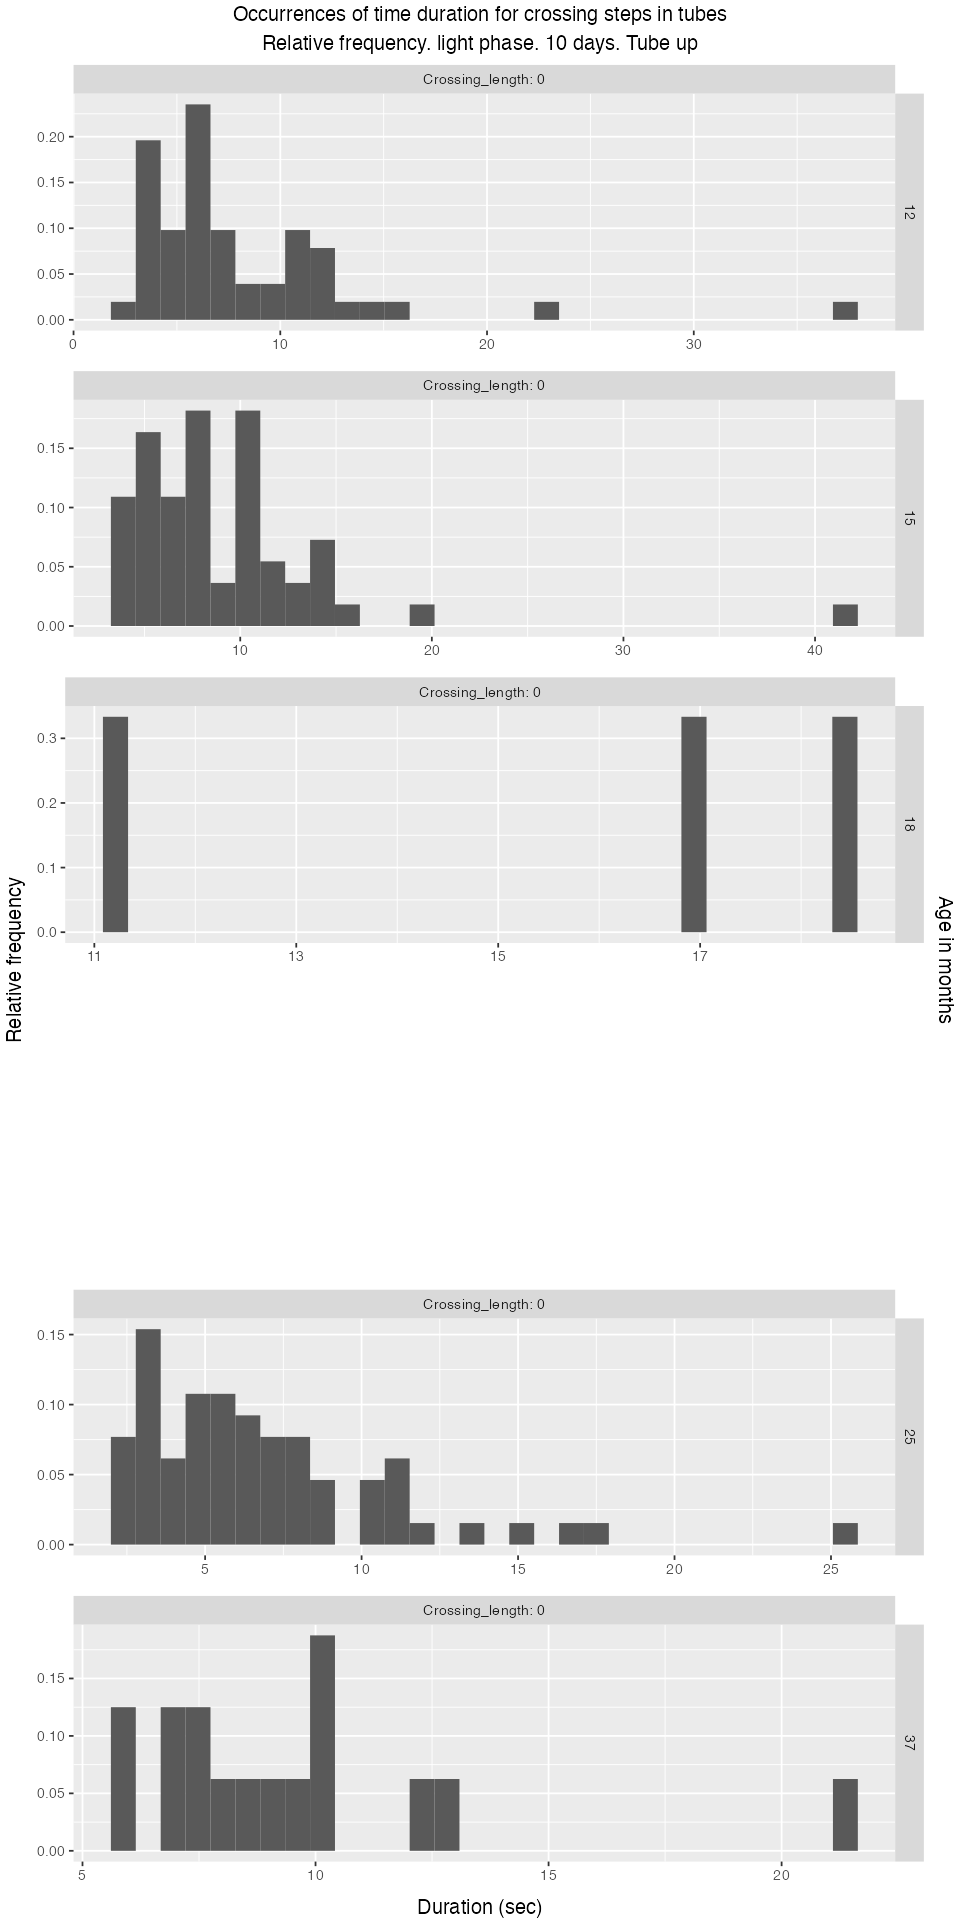 Occurrences of time duration for crossing steps in tubes
Relative frequency. light phase. 10 days. Tube up
Crossing_length: 0
0.20
0.15
0.10
0.05
0.00
12
0 10 20 30
Crossing_length: 0
0.15
0.10
0.05
0.00
15
10 20 30 40
Crossing_length: 0
0.3
0.2
0.1
0.0
18
11 13 15 17
Relative frequency
Age in months
Crossing_length: 0
0.15
0.10
0.05
0.00
25
5 10 15 20 25
Crossing_length: 0
0.15
0.10
0.05
0.00
37
5 10 15 20
Duration (sec)